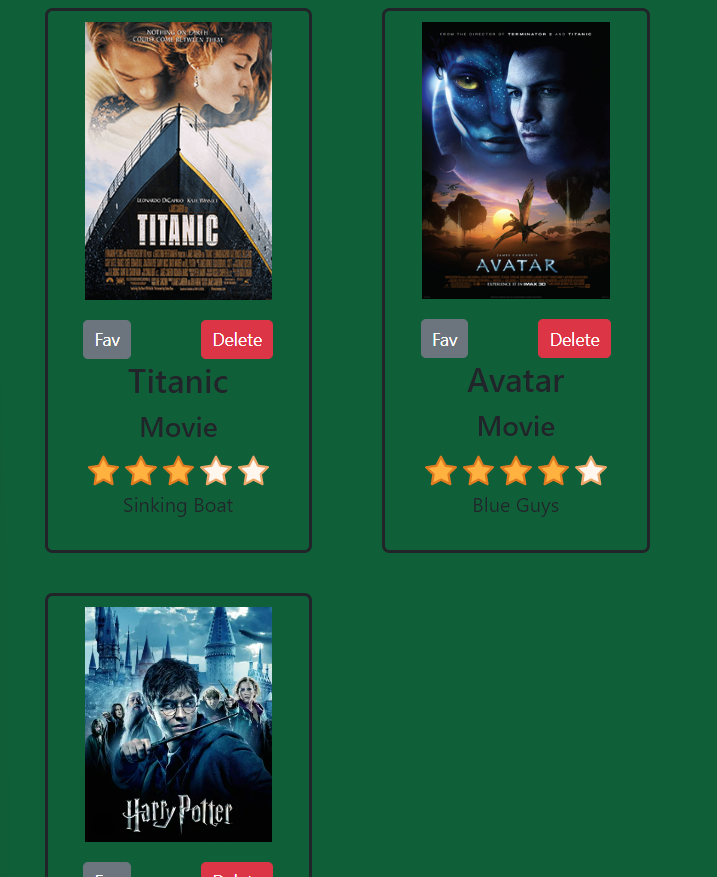 NOTHING ON EARTH
COULD COME BETWEEN THEM.
LEONARDO DiCAPRIO KATE WINSLET
TITANIC
Fav
Delete
Titanic
Movie
Sinking Boat
FROM THE DIRECTOR OF TERMINATOR 2 AND TITANIC
JAMES CAMERON'S
AVATAR
EXPERIENCE IT IN IMAX 3D
Fav
Delete
Avatar
Movie
Blue Guys
Harry Potter